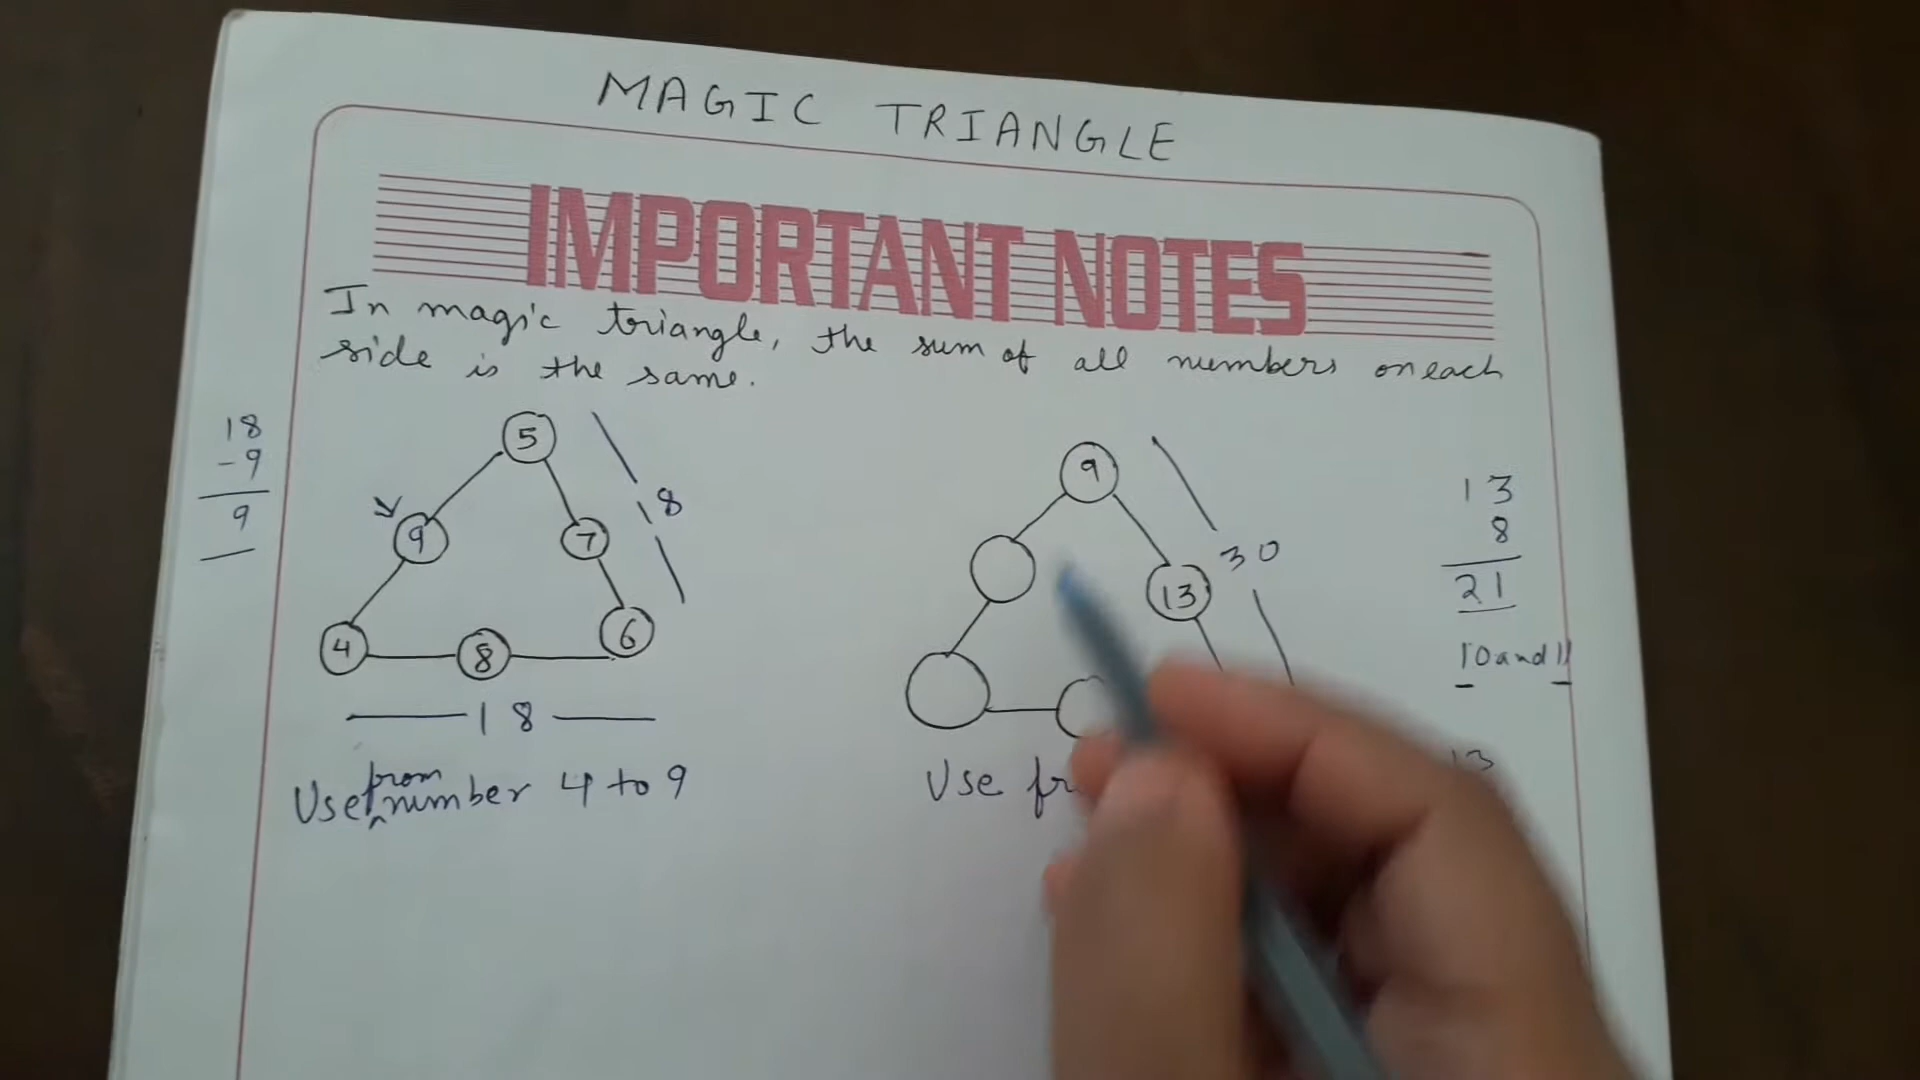 MAGIC TRIANGLE
IMPORTANT NOTES
In magic triangle, the sum of all numbers on each
side is the same.
18
-9
9
5
9
7
18
4
8
6
18
Use from number 4 to 9
9
13
30
Use
13
8
21
10 and 11
13